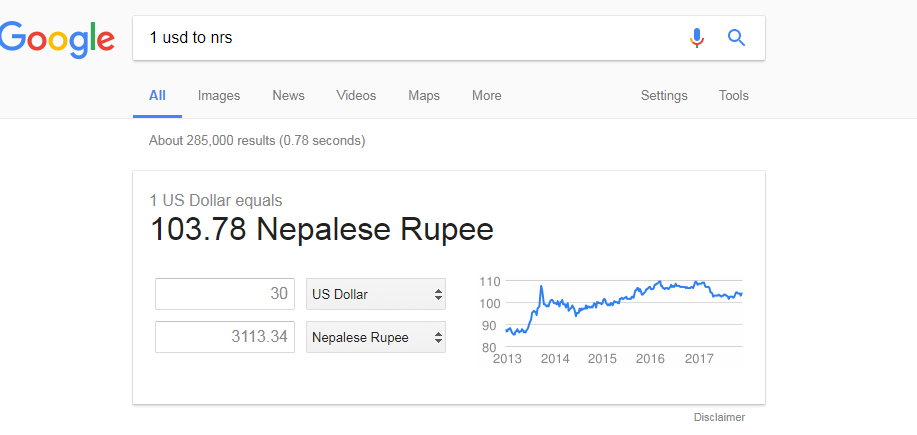 Google
1 usd to nrs
All Images News Videos Maps More Settings Tools
About 285,000 results (0.78 seconds)
1 US Dollar equals
103.78 Nepalese Rupee
30 US Dollar
3113.34 Nepalese Rupee
110
100
90
80
2013 2014 2015 2016 2017
Disclaimer